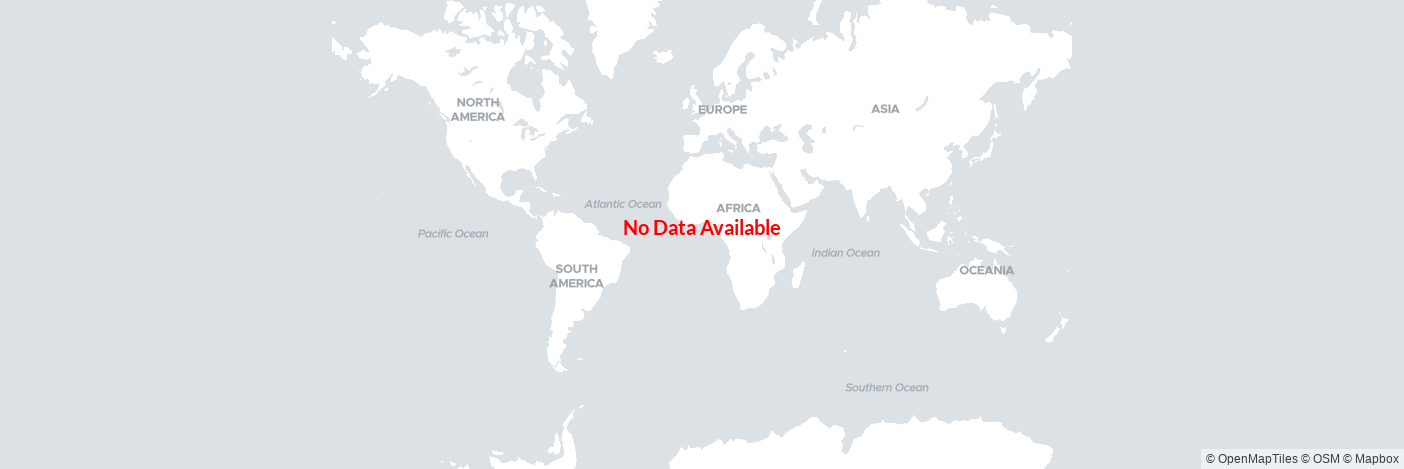 NORTH
AMERICA
EUROPE
ASIA
Atlantic Ocean
AFRICA
No Data Available
Pacific Ocean
Indian Ocean
SOUTH
AMERICA
OCEANIA
Southern Ocean
© OpenMapTiles © OSM © Mapbox